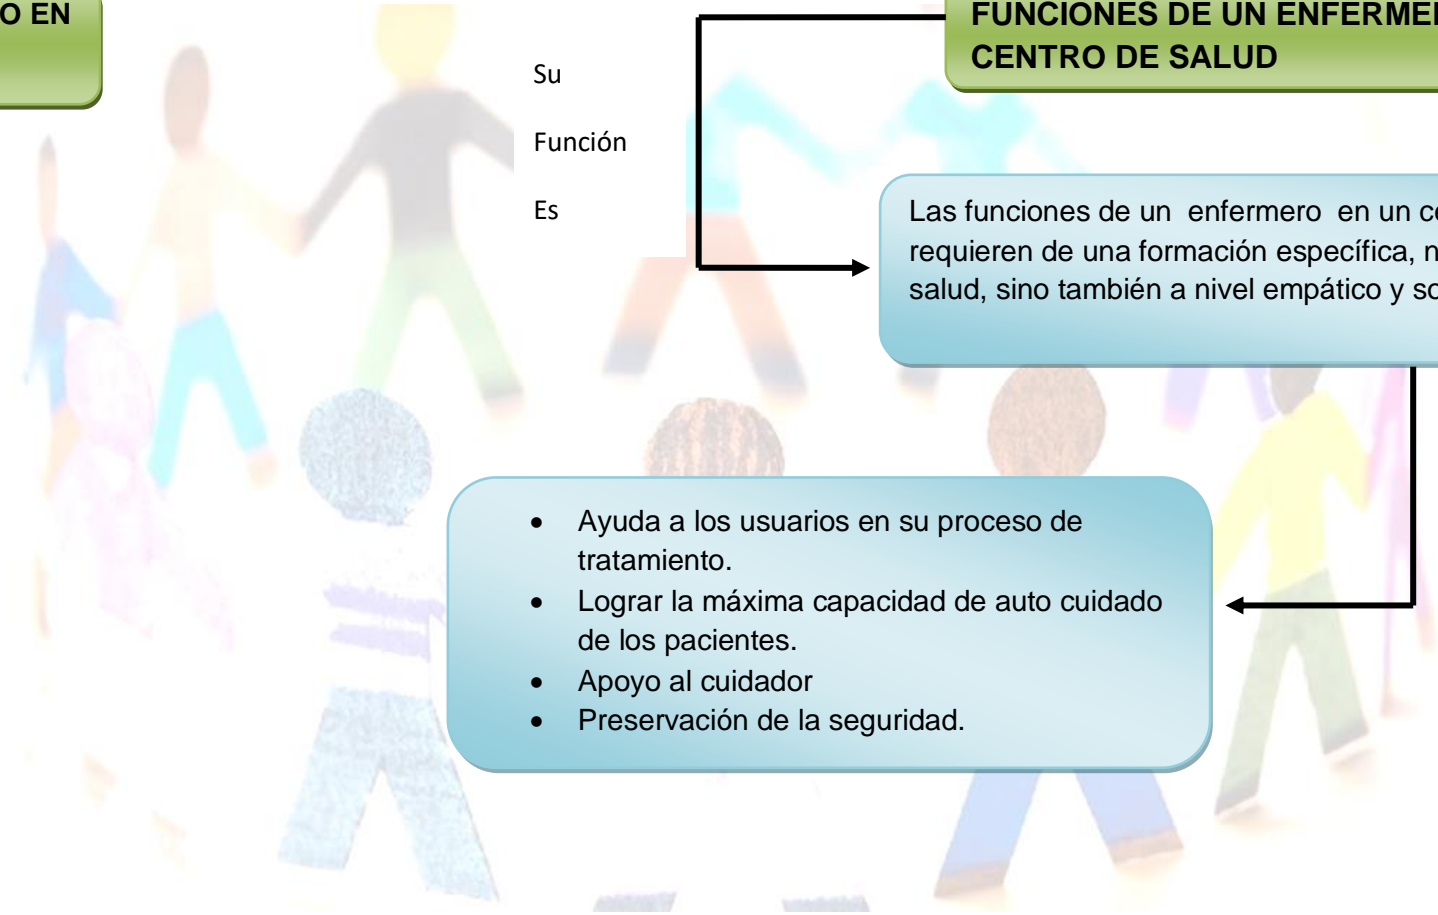 O EN
FUNCIONES DE UN
CENTRO DE SALUD
Su
Función
Es
Las funciones de un enfermero en un
requieren de una formación específica,
salud, sino también a nivel empático y
• Ayuda a los usuarios en su proceso de
tratamiento.
• Lograr la máxima capacidad de auto cuidado
de los pacientes.
• Apoyo al cuidador
• Preservación de la seguridad.